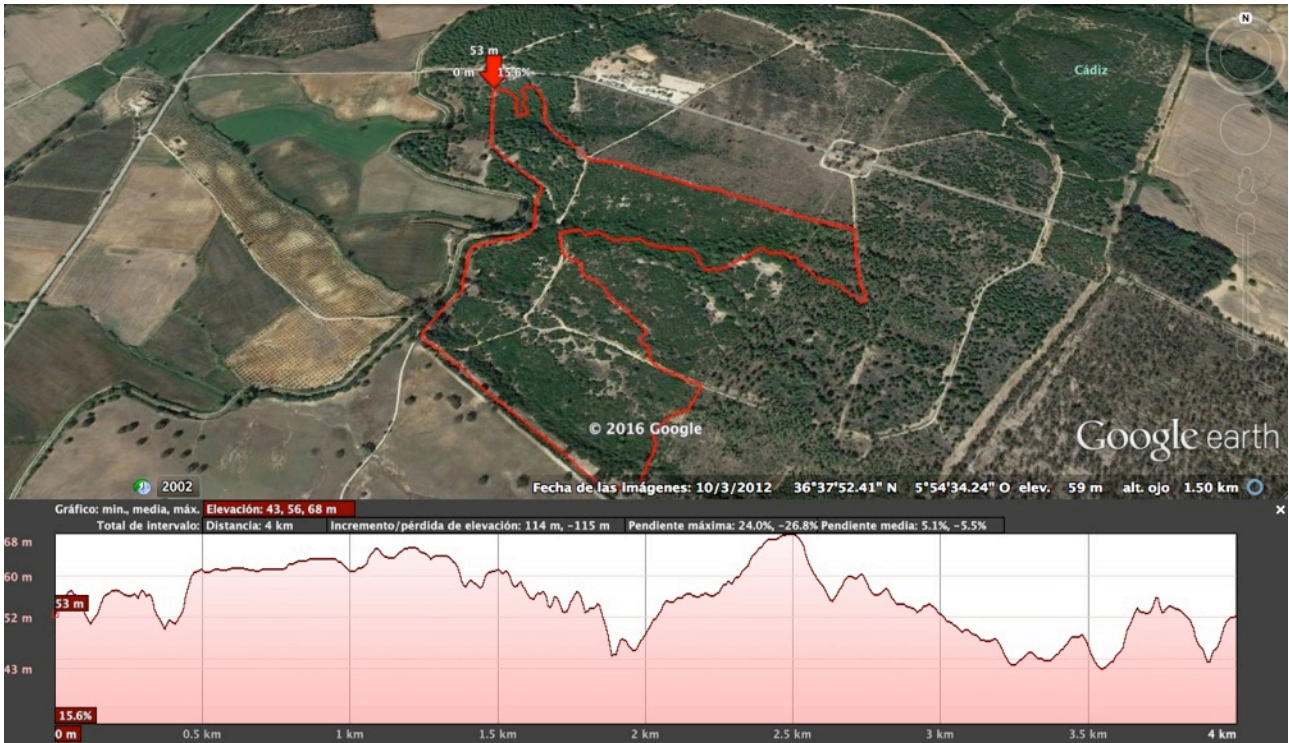 N
53 m
0 m 15.6%
Cádiz
© 2016 Google
Google earth
2002
Fecha de las Imágenes: 10/3/2012 36°37'52.41" N 5°54'34.24" O elev. 59 m alt. ojo 1.50 km
Gráfico: mín., media, máx. Elevación: 43, 56, 68 m
Total de intervalo: Distancia: 4 km Incremento/pérdida de elevación: 114 m, -115 m Pendiente máxima: 24.0%, -26.8% Pendiente media: 5.1%, -5.5%
68 m
60 m
53 m
52 m
43 m
15.6%
0 m 0.5 km 1 km 1.5 km 2 km 2.5 km 3 km 3.5 km 4 km